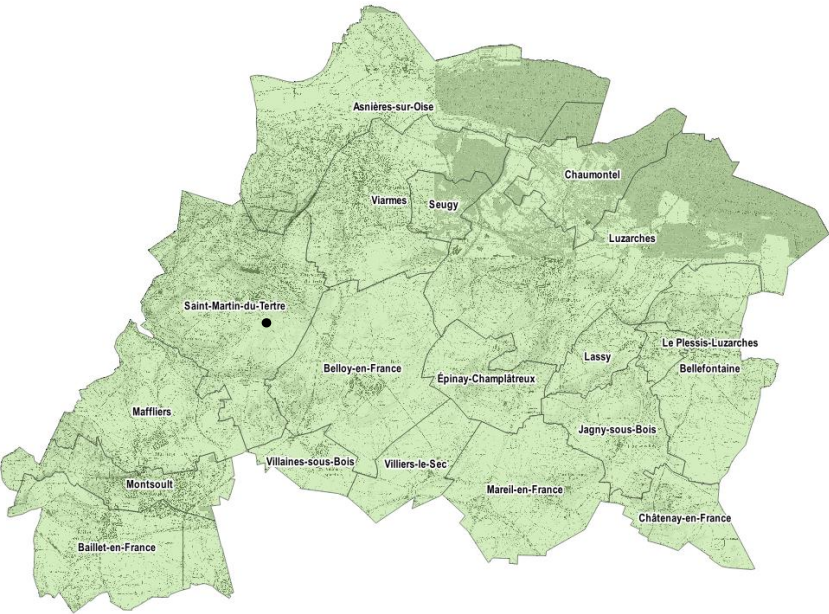 Asnières-sur-Oise
Chaumontel
Viarmes
Seugy
Luzarches
Saint-Martin-du-Tertre
Le Plessis-Luzarches
Lassy
Belloy-en-France
Bellefontaine
Épinay-Champlâtreux
Maffliers
Jagny-sous-Bois
Villaines-sous-Bois
Villiers-le-Sec
Montsoult
Mareil-en-France
Châtenay-en-France
Baillet-en-France